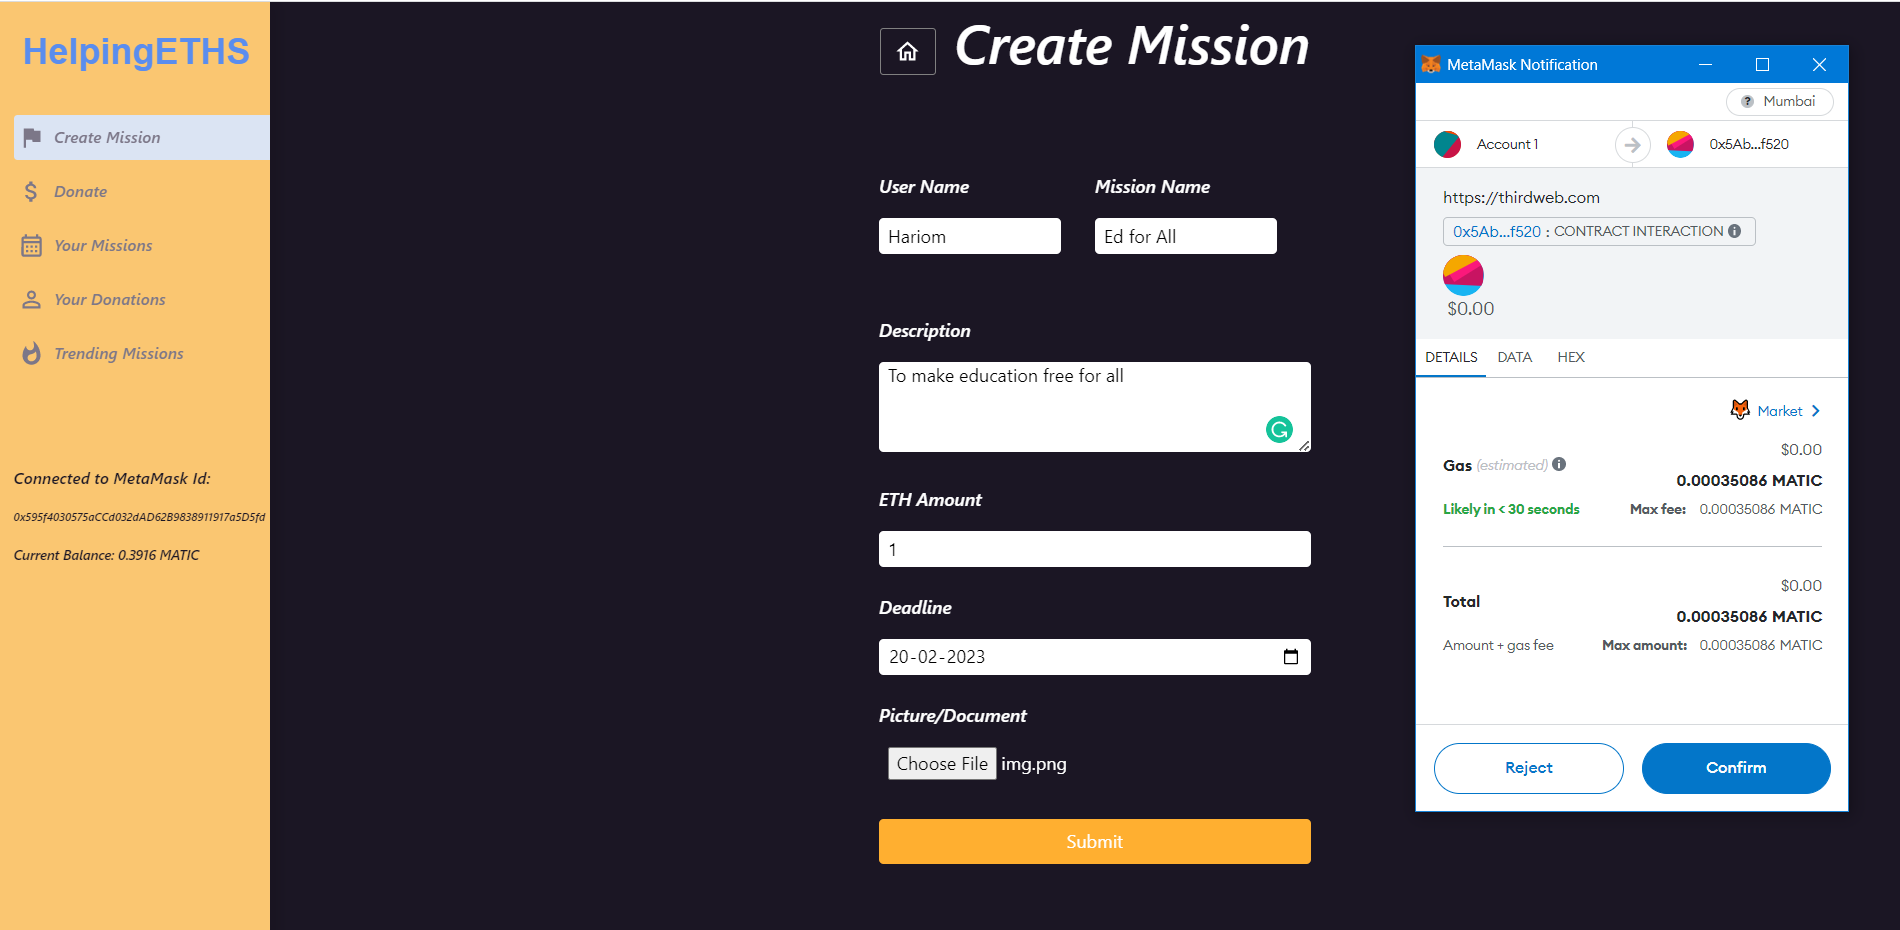 HelpingETHS
Create Mission
Donate
Your Missions
Your Donations
Trending Missions
Connected to MetaMask Id:
0x595f4030575aCCd032dAD62B9838911917a5D5fd
Current Balance: 0.3916 MATIC
Create Mission
User Name
Mission Name
Hariom
Ed for All
Description
To make education free for all
ETH Amount
1
Deadline
20-02-2023
Picture/Document
Choose File img.png
Submit
MetaMask Notification
Mumbai
Account 1
0x5Ab...f520
https://thirdweb.com
0x5Ab...f520 : CONTRACT INTERACTION
$0.00
DETAILS DATA HEX
Market
$0.00
Gas (estimated)
0.00035086 MATIC
Likely in < 30 seconds
Max fee: 0.00035086 MATIC
$0.00
Total
0.00035086 MATIC
Amount + gas fee
Max amount: 0.00035086 MATIC
Reject
Confirm